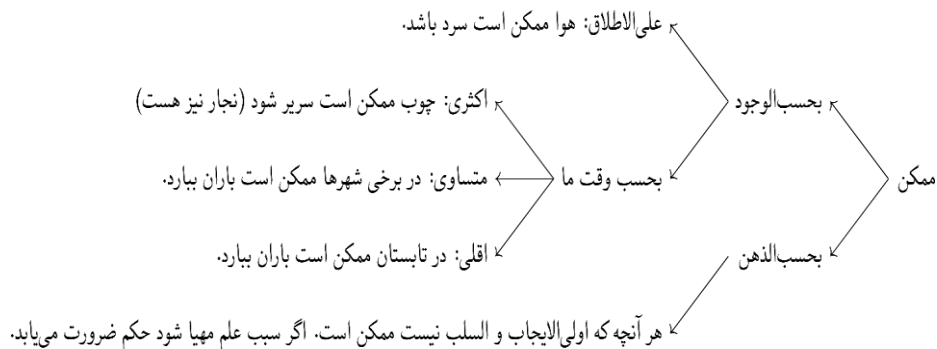 علی‌الاطلاق: هوا ممکن است سرد باشد.
بحسب‌الوجود
اکثری: چوب ممکن است سریر شود (نجار نیز هست)
ممکن
بحسب وقت ما
متساوی: در برخی شهرها ممکن است باران ببارد.
بحسب‌الذهن
اقلی: در تابستان ممکن است باران ببارد.
هر آنچه که اولی‌الایجاب و السلب نیست ممکن است. اگر سبب علم مهیا شود حکم ضرورت می‌یابد.